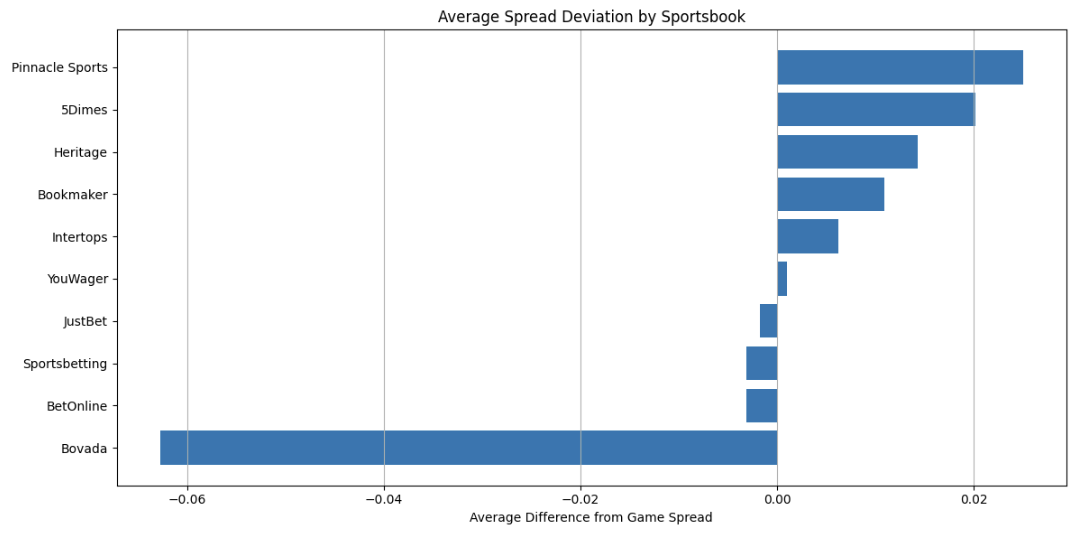 Average Spread Deviation by Sportsbook
Pinnacle Sports
5Dimes
Heritage
Bookmaker
Intertops
YouWager
JustBet
Sportsbetting
BetOnline
Bovada
−0.06 −0.04 −0.02 0.00 0.02
Average Difference from Game Spread